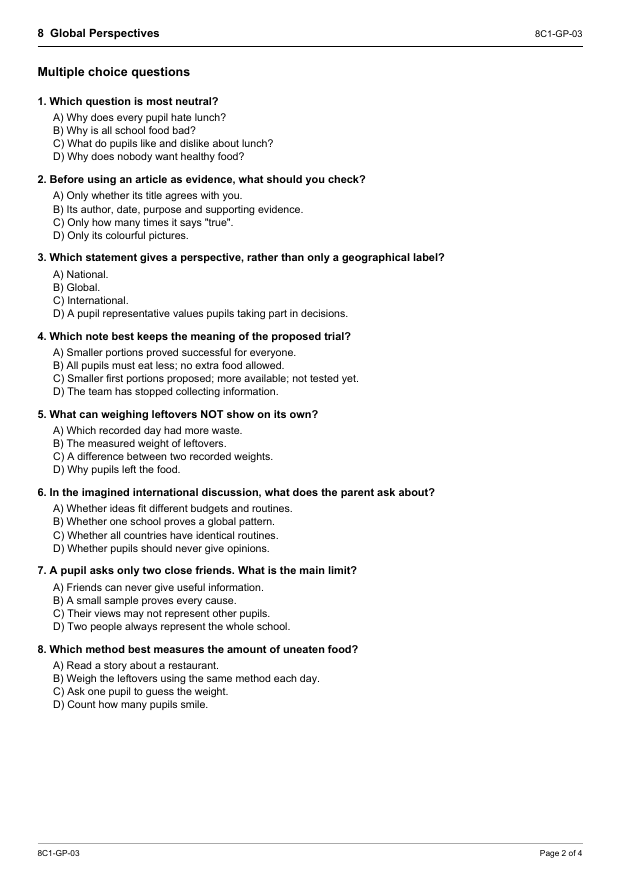 8 Global Perspectives
8C1-GP-03
Multiple choice questions
1. Which question is most neutral?
A) Why does every pupil hate lunch?
B) Why is all school food bad?
C) What do pupils like and dislike about lunch?
D) Why does nobody want healthy food?
2. Before using an article as evidence, what should you check?
A) Only whether its title agrees with you.
B) Its author, date, purpose and supporting evidence.
C) Only how many times it says "true".
D) Only its colourful pictures.
3. Which statement gives a perspective, rather than only a geographical label?
A) National.
B) Global.
C) International.
D) A pupil representative values pupils taking part in decisions.
4. Which note best keeps the meaning of the proposed trial?
A) Smaller portions proved successful for everyone.
B) All pupils must eat less; no extra food allowed.
C) Smaller first portions proposed; more available; not tested yet.
D) The team has stopped collecting information.
5. What can weighing leftovers NOT show on its own?
A) Which recorded day had more waste.
B) The measured weight of leftovers.
C) A difference between two recorded weights.
D) Why pupils left the food.
6. In the imagined international discussion, what does the parent ask about?
A) Whether ideas fit different budgets and routines.
B) Whether one school proves a global pattern.
C) Whether all countries have identical routines.
D) Whether pupils should never give opinions.
7. A pupil asks only two close friends. What is the main limit?
A) Friends can never give useful information.
B) A small sample proves every cause.
C) Their views may not represent other pupils.
D) Two people always represent the whole school.
8. Which method best measures the amount of uneaten food?
A) Read a story about a restaurant.
B) Weigh the leftovers using the same method each day.
C) Ask one pupil to guess the weight.
D) Count how many pupils smile.
8C1-GP-03
Page 2 of 4